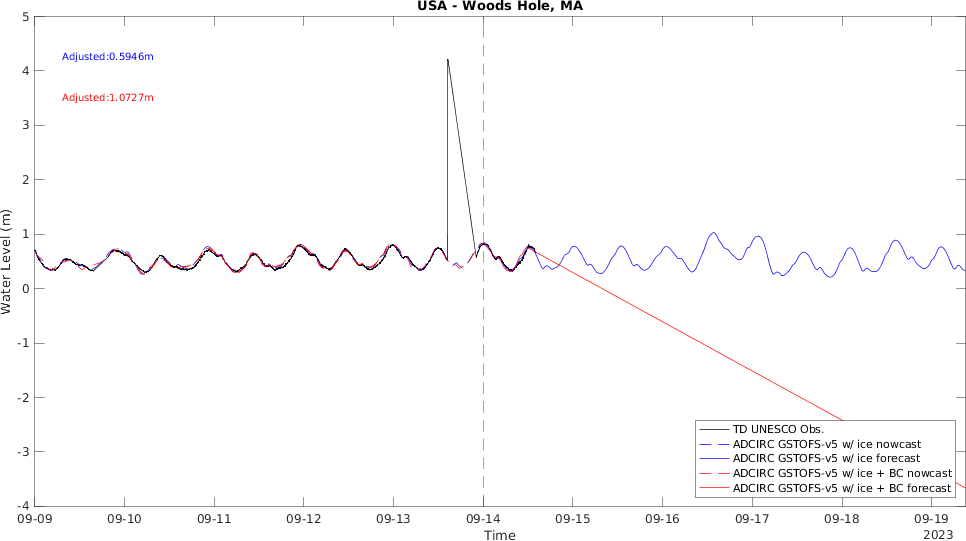 USA - Woods Hole, MA
5
Adjusted:0.5946m
4
Adjusted:1.0727m
3
2
1
0
-1
-2
-3
-4
Water Level (m)
TD UNESCO Obs.
ADCIRC GSTOFS-v5 w/ ice nowcast
ADCIRC GSTOFS-v5 w/ ice forecast
ADCIRC GSTOFS-v5 w/ ice + BC nowcast
ADCIRC GSTOFS-v5 w/ ice + BC forecast
09-09 09-10 09-11 09-12 09-13 09-14 09-15 09-16 09-17 09-18 09-19
Time
2023